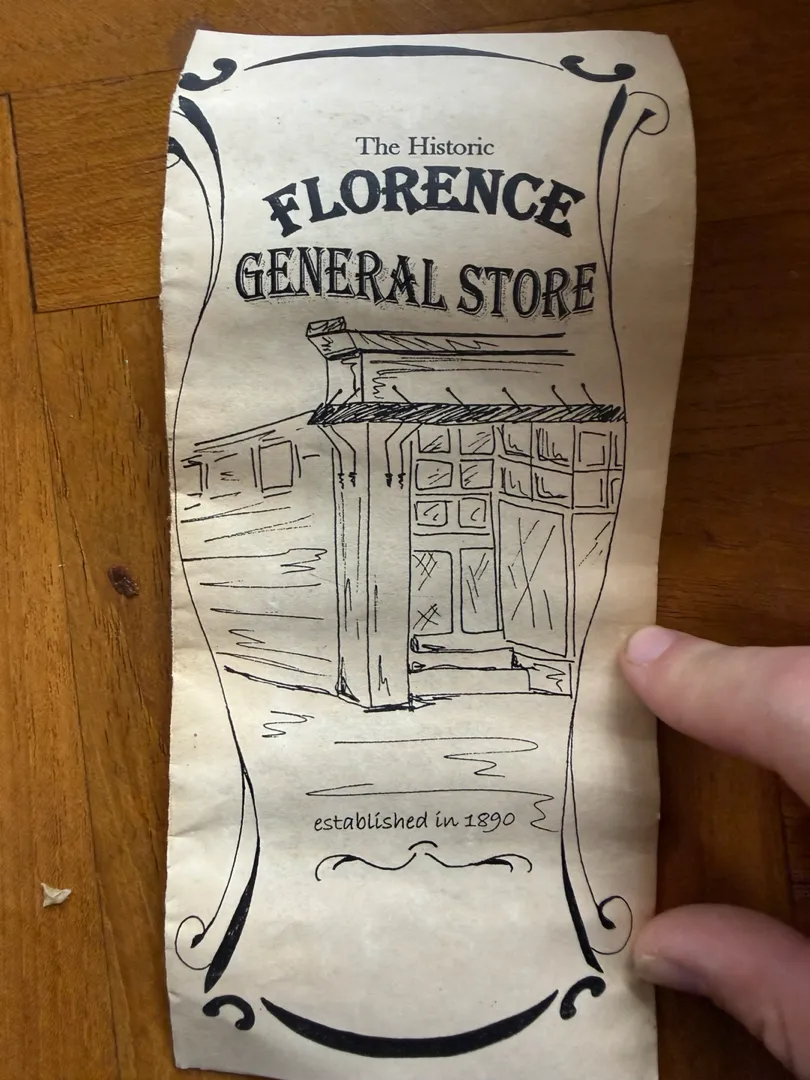 The Historic
FLORENCE
GENERAL STORE
established in 1890